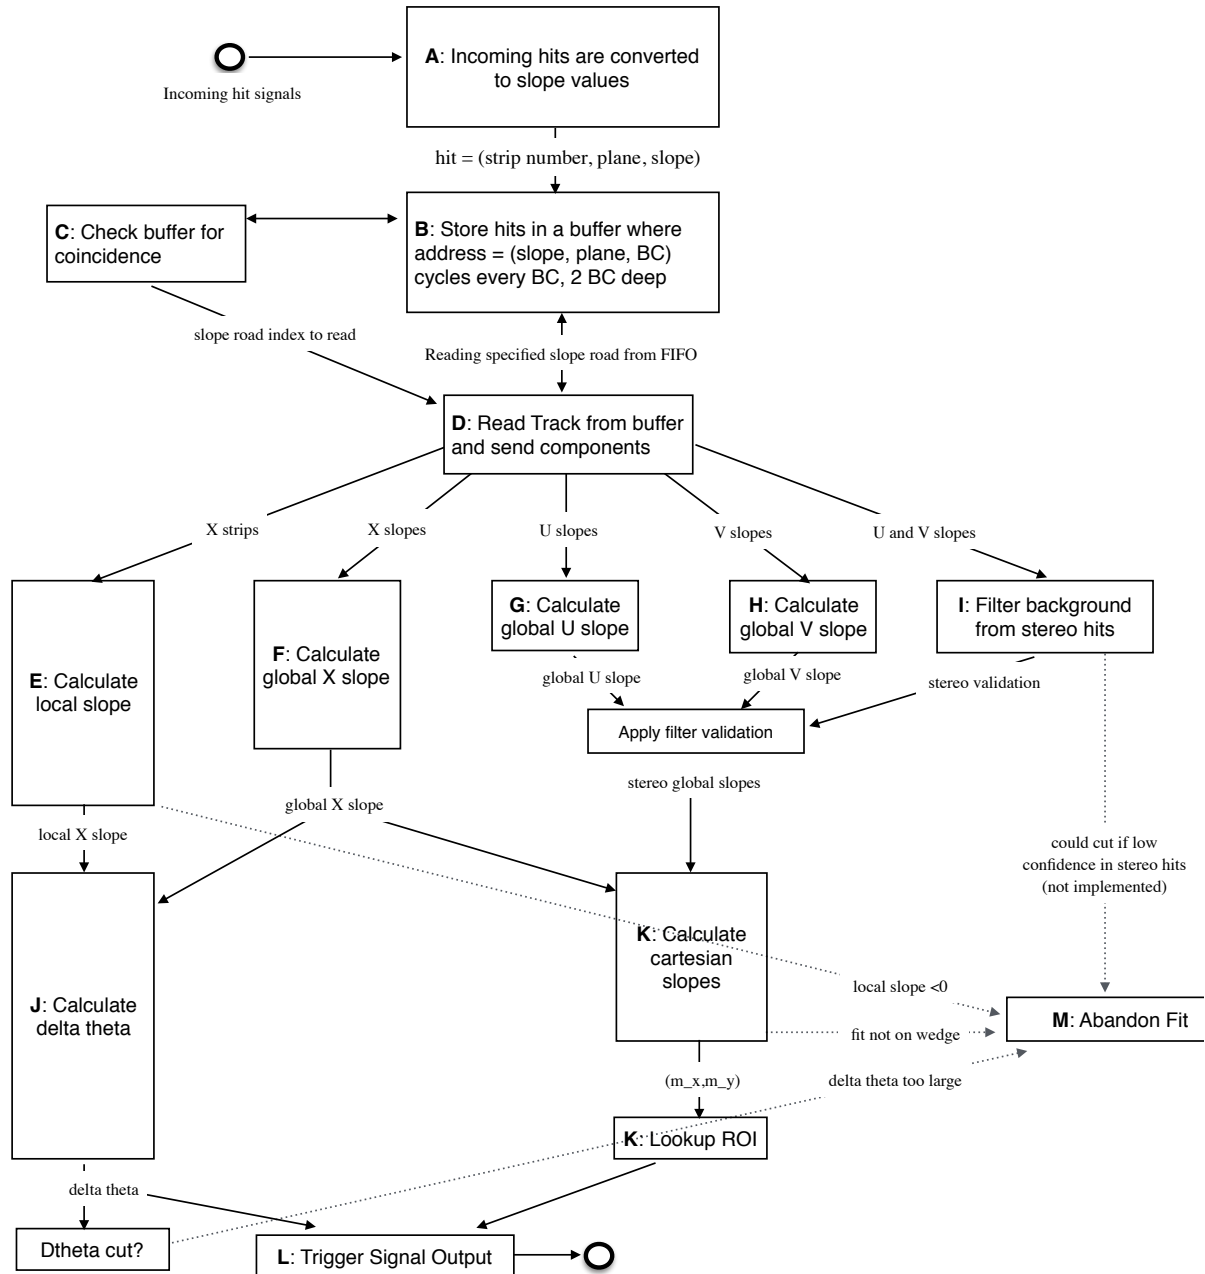 A: Incoming hits are converted
to slope values
Incoming hit signals
hit = (strip number, plane, slope)
C: Check buffer for
coincidence
B: Store hits in a buffer where
address = (slope, plane, BC)
cycles every BC, 2 BC deep
slope road index to read
Reading specified slope road from FIFO
D: Read Track from buffer
and send components
X strips
X slopes
U slopes
V slopes
U and V slopes
E: Calculate
local slope
F: Calculate
global X slope
G: Calculate
global U slope
H: Calculate
global V slope
I: Filter background
from stereo hits
global U slope
global V slope
stereo validation
Apply filter validation
stereo global slopes
global X slope
local X slope
could cut if low
confidence in stereo hits
(not implemented)
J: Calculate
delta theta
K: Calculate
cartesian
slopes
local slope <0
M: Abandon Fit
fit not on wedge
(m_x,m_y)
delta theta too large
K: Lookup ROI
delta theta
Dtheta cut?
L: Trigger Signal Output